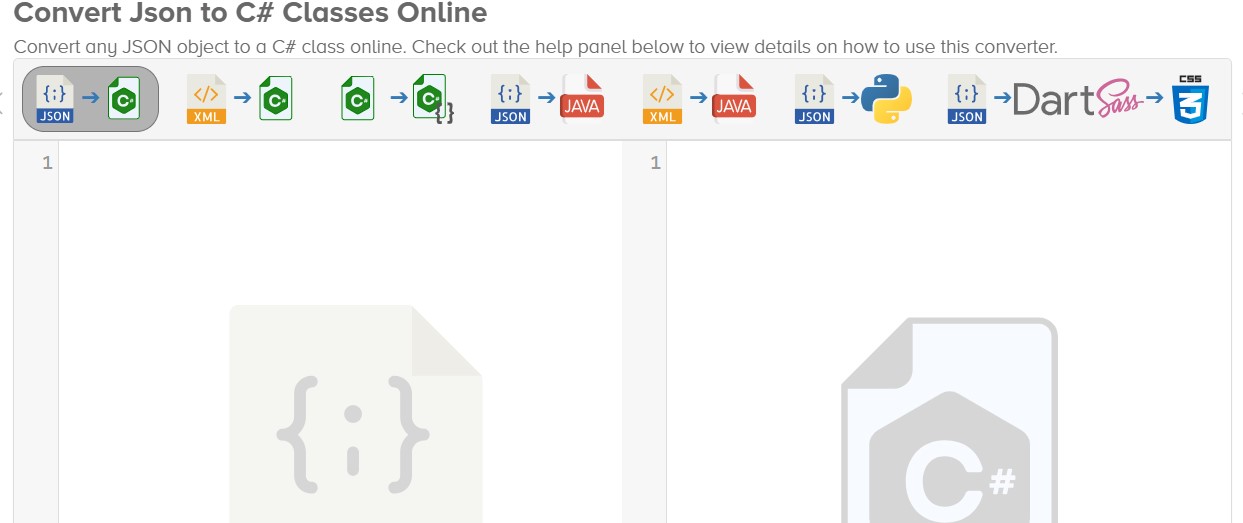 Convert Json to C# Classes Online
Convert any JSON object to a C# class online. Check out the help panel below to view details on how to use this converter.
{;} JSON → C# </> XML → C# C# → C# {} {;} JSON → JAVA </> XML → JAVA {;} JSON → {;} JSON → Dart Sass → CSS 3
1 1
{;} C#